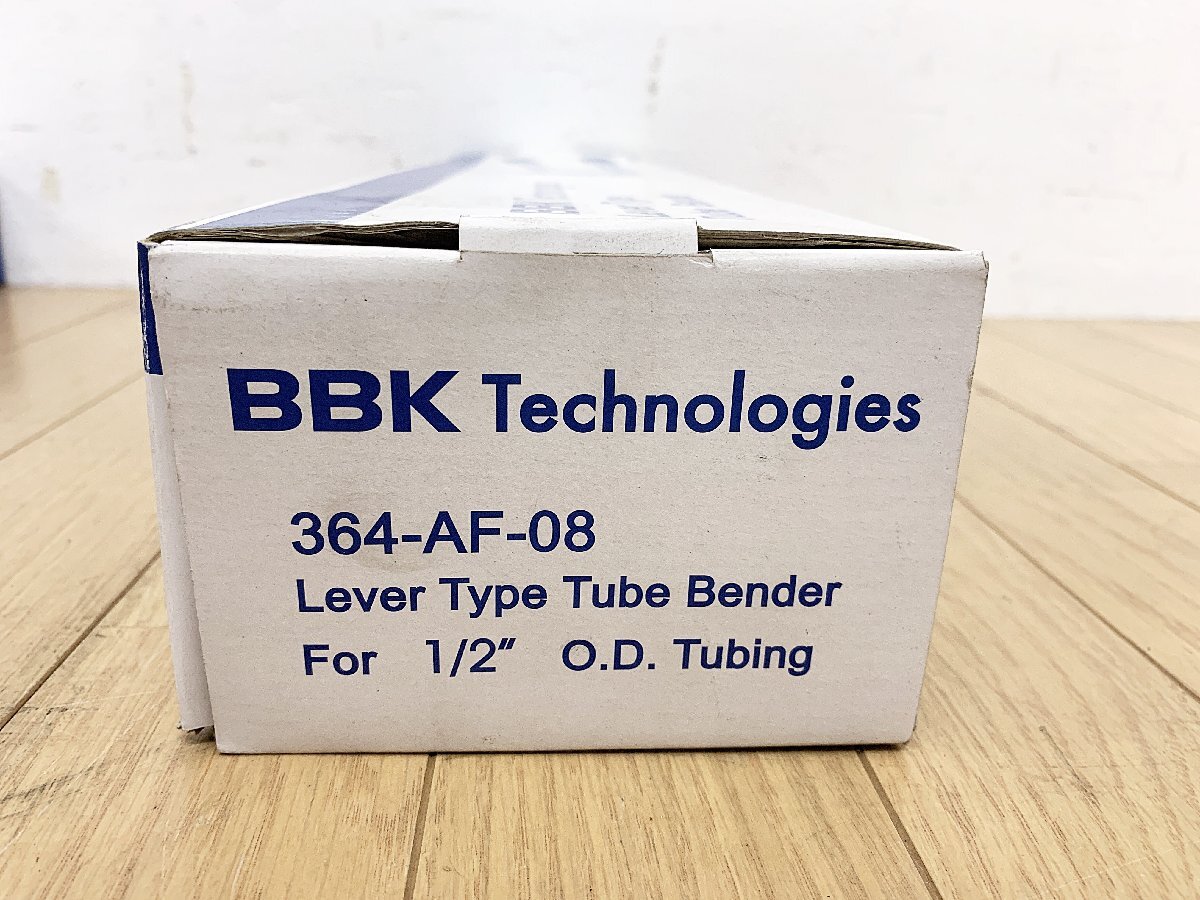 BBK Technologies
364-AF-08
Lever Type Tube Bender
For 1/2" O.D. Tubing